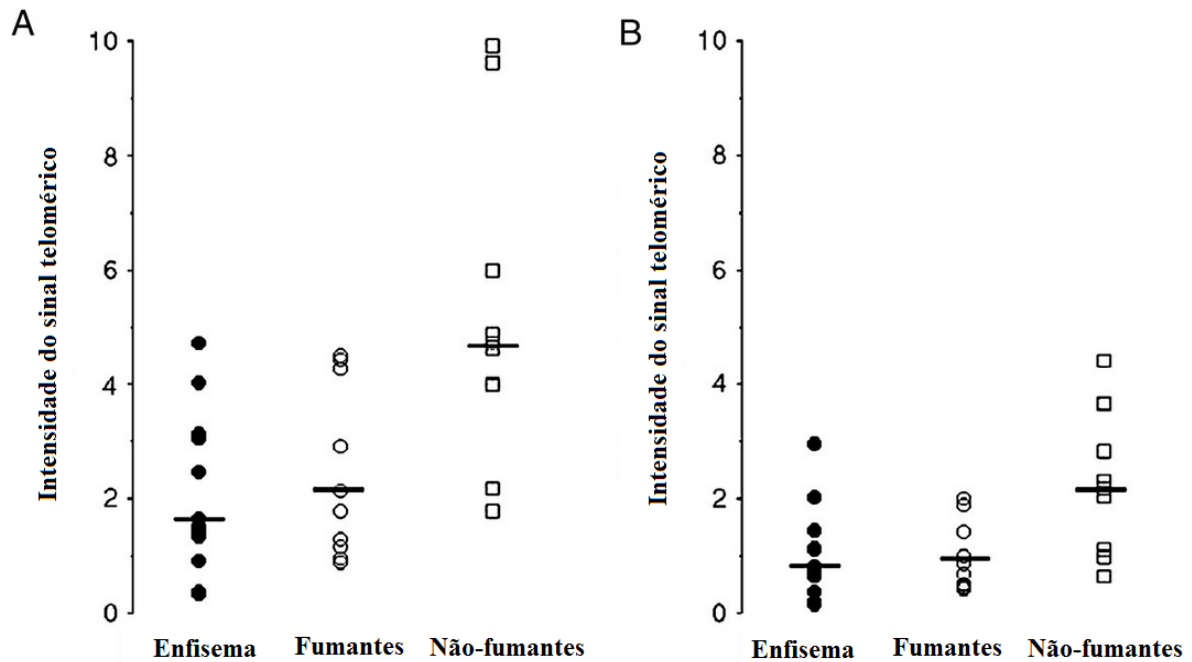 A
Intensidade do sinal telomérico
10
8
6
4
2
0
Enfisema
Fumantes
Não-fumantes
B
Intensidade do sinal telomérico
10
8
6
4
2
0
Enfisema
Fumantes
Não-fumantes